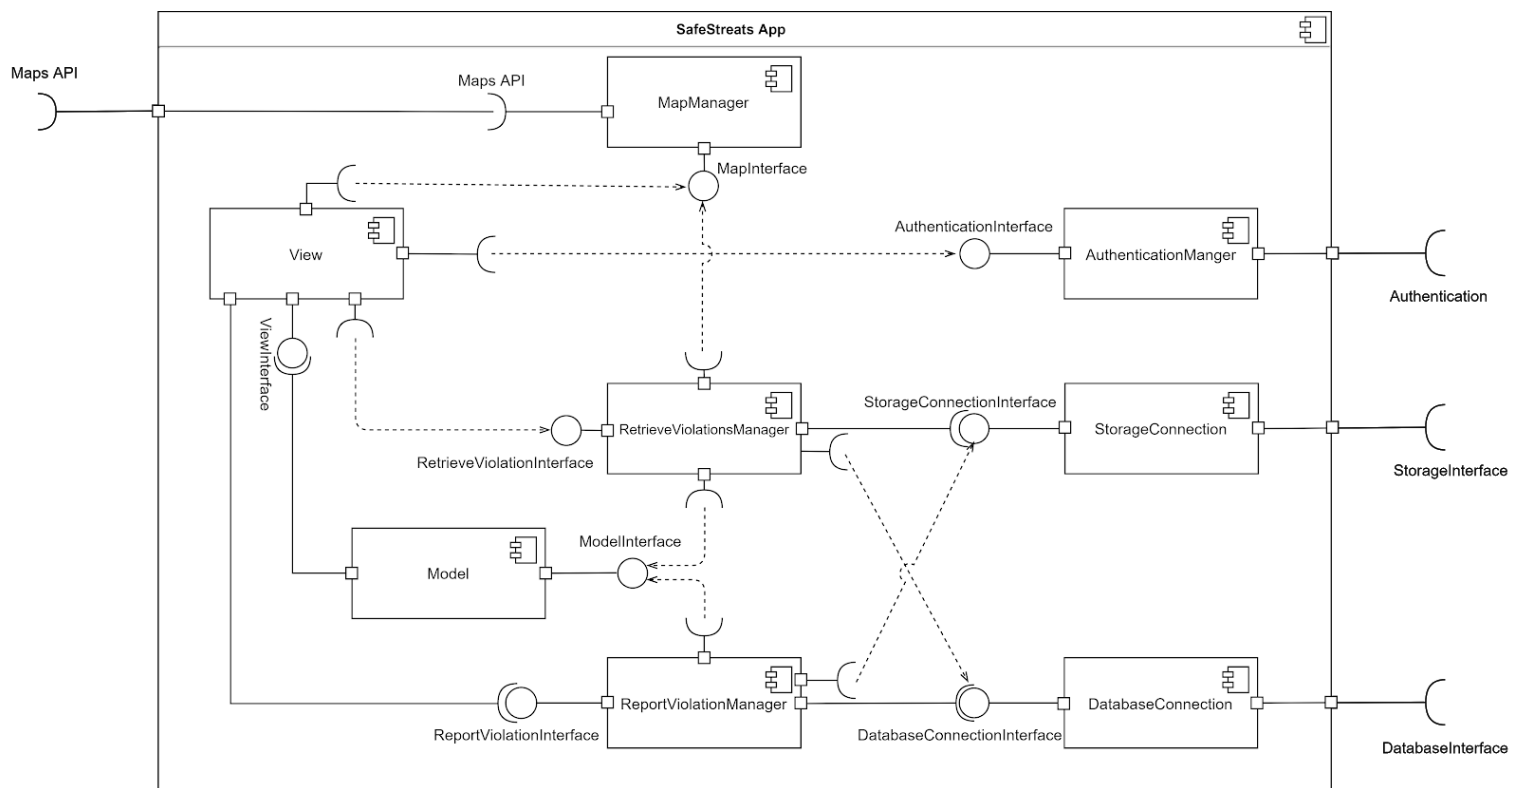 SafeStreats App
Maps API
Maps API
MapManager
MapInterface
View
AuthenticationInterface
AuthenticationManger
Authentication
ViewInterface
RetrieveViolationsManager
RetrieveViolationInterface
StorageConnectionInterface
StorageConnection
StorageInterface
ModelInterface
Model
ReportViolationManager
ReportViolationInterface
DatabaseConnectionInterface
DatabaseConnection
DatabaseInterface